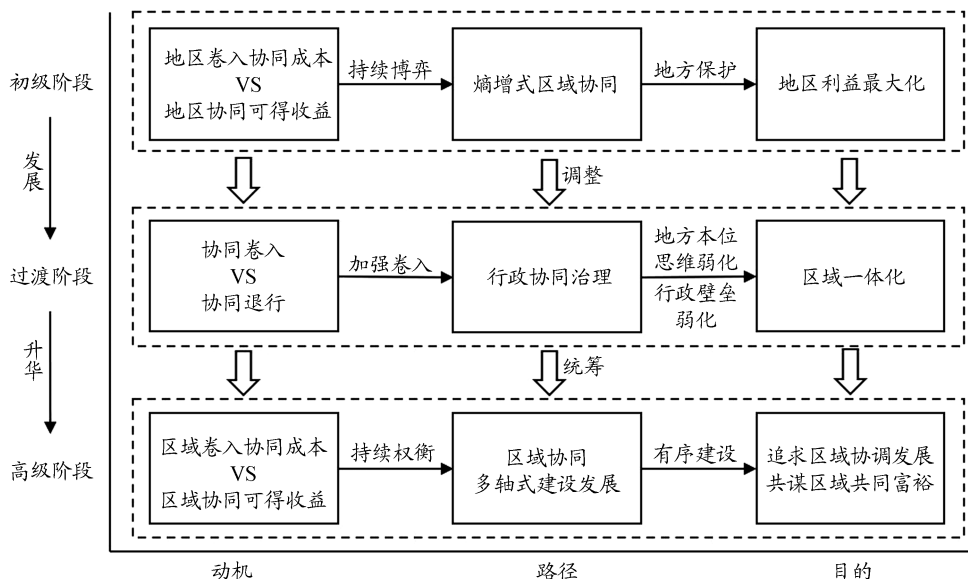 初级阶段
地区卷入协同成本
VS
地区协同可得收益
持续博弈
熵增式区域协同
地方保护
地区利益最大化
发展
调整
过渡阶段
协同卷入
VS
协同退行
加强卷入
行政协同治理
地方本位
思维弱化
行政壁垒
弱化
区域一体化
升华
统筹
高级阶段
区域卷入协同成本
VS
区域协同可得收益
持续权衡
区域协同
多轴式建设发展
有序建设
追求区域协调发展
共谋区域共同富裕
动机
路径
目的